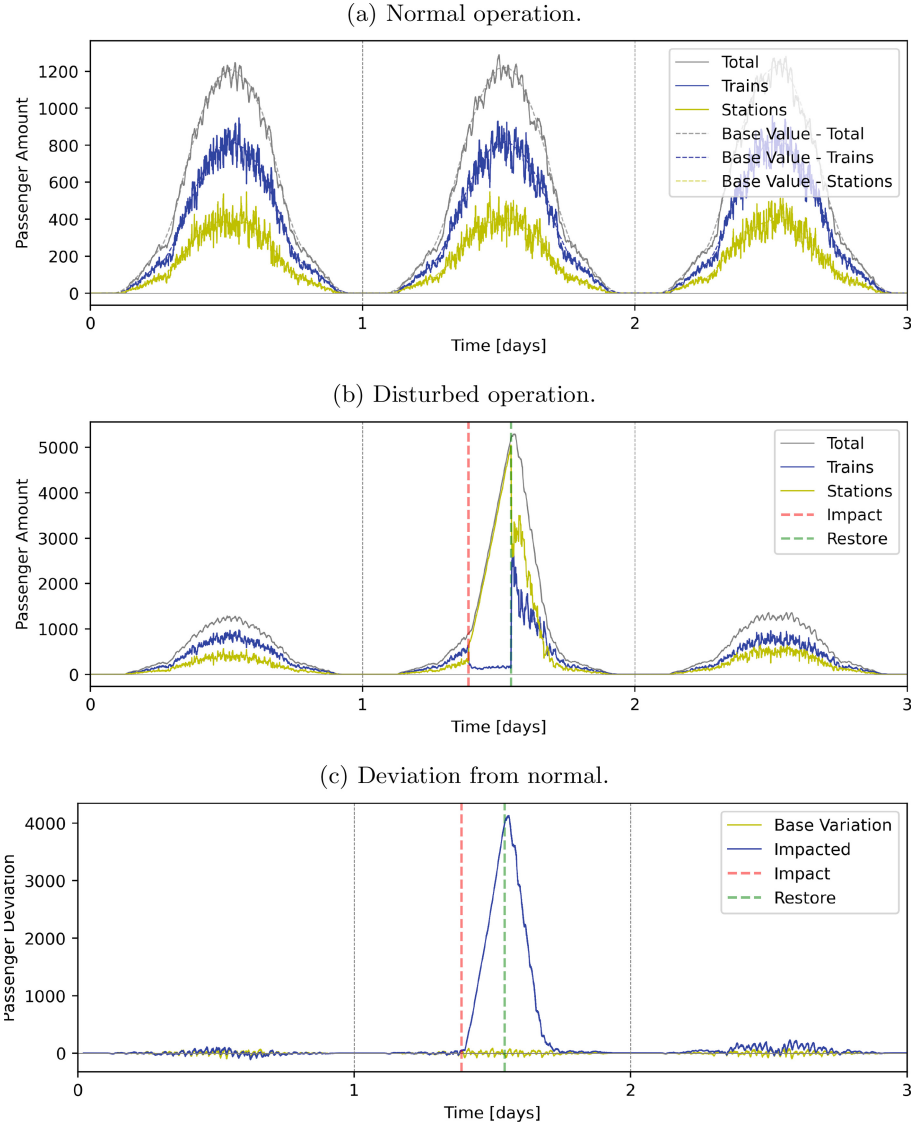 (a) Normal operation.
1200
1000
800
600
400
200
0
Passenger Amount
Total
Trains
Stations
Base Value - Total
Base Value - Trains
Base Value - Stations
0
1
2
3
Time [days]
(b) Disturbed operation.
5000
4000
3000
2000
1000
0
Passenger Amount
Total
Trains
Stations
Impact
Restore
0
1
2
3
Time [days]
(c) Deviation from normal.
4000
3000
2000
1000
0
Passenger Deviation
Base Variation
Impacted
Impact
Restore
0
1
2
3
Time [days]